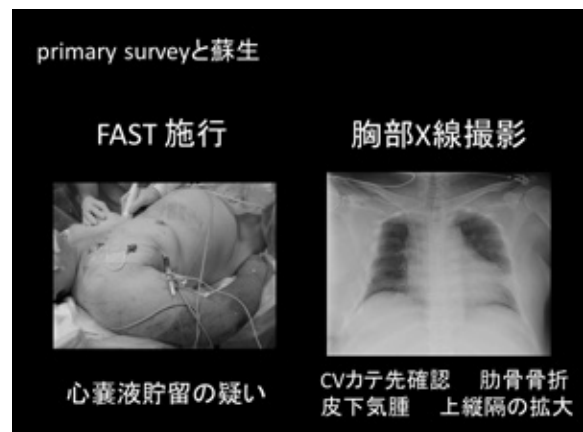 primary surveyと蘇生
FAST 施行
胸部X線撮影
心嚢液貯留の疑い
CVカテ先確認 肋骨骨折
皮下気腫 上縦隔の拡大